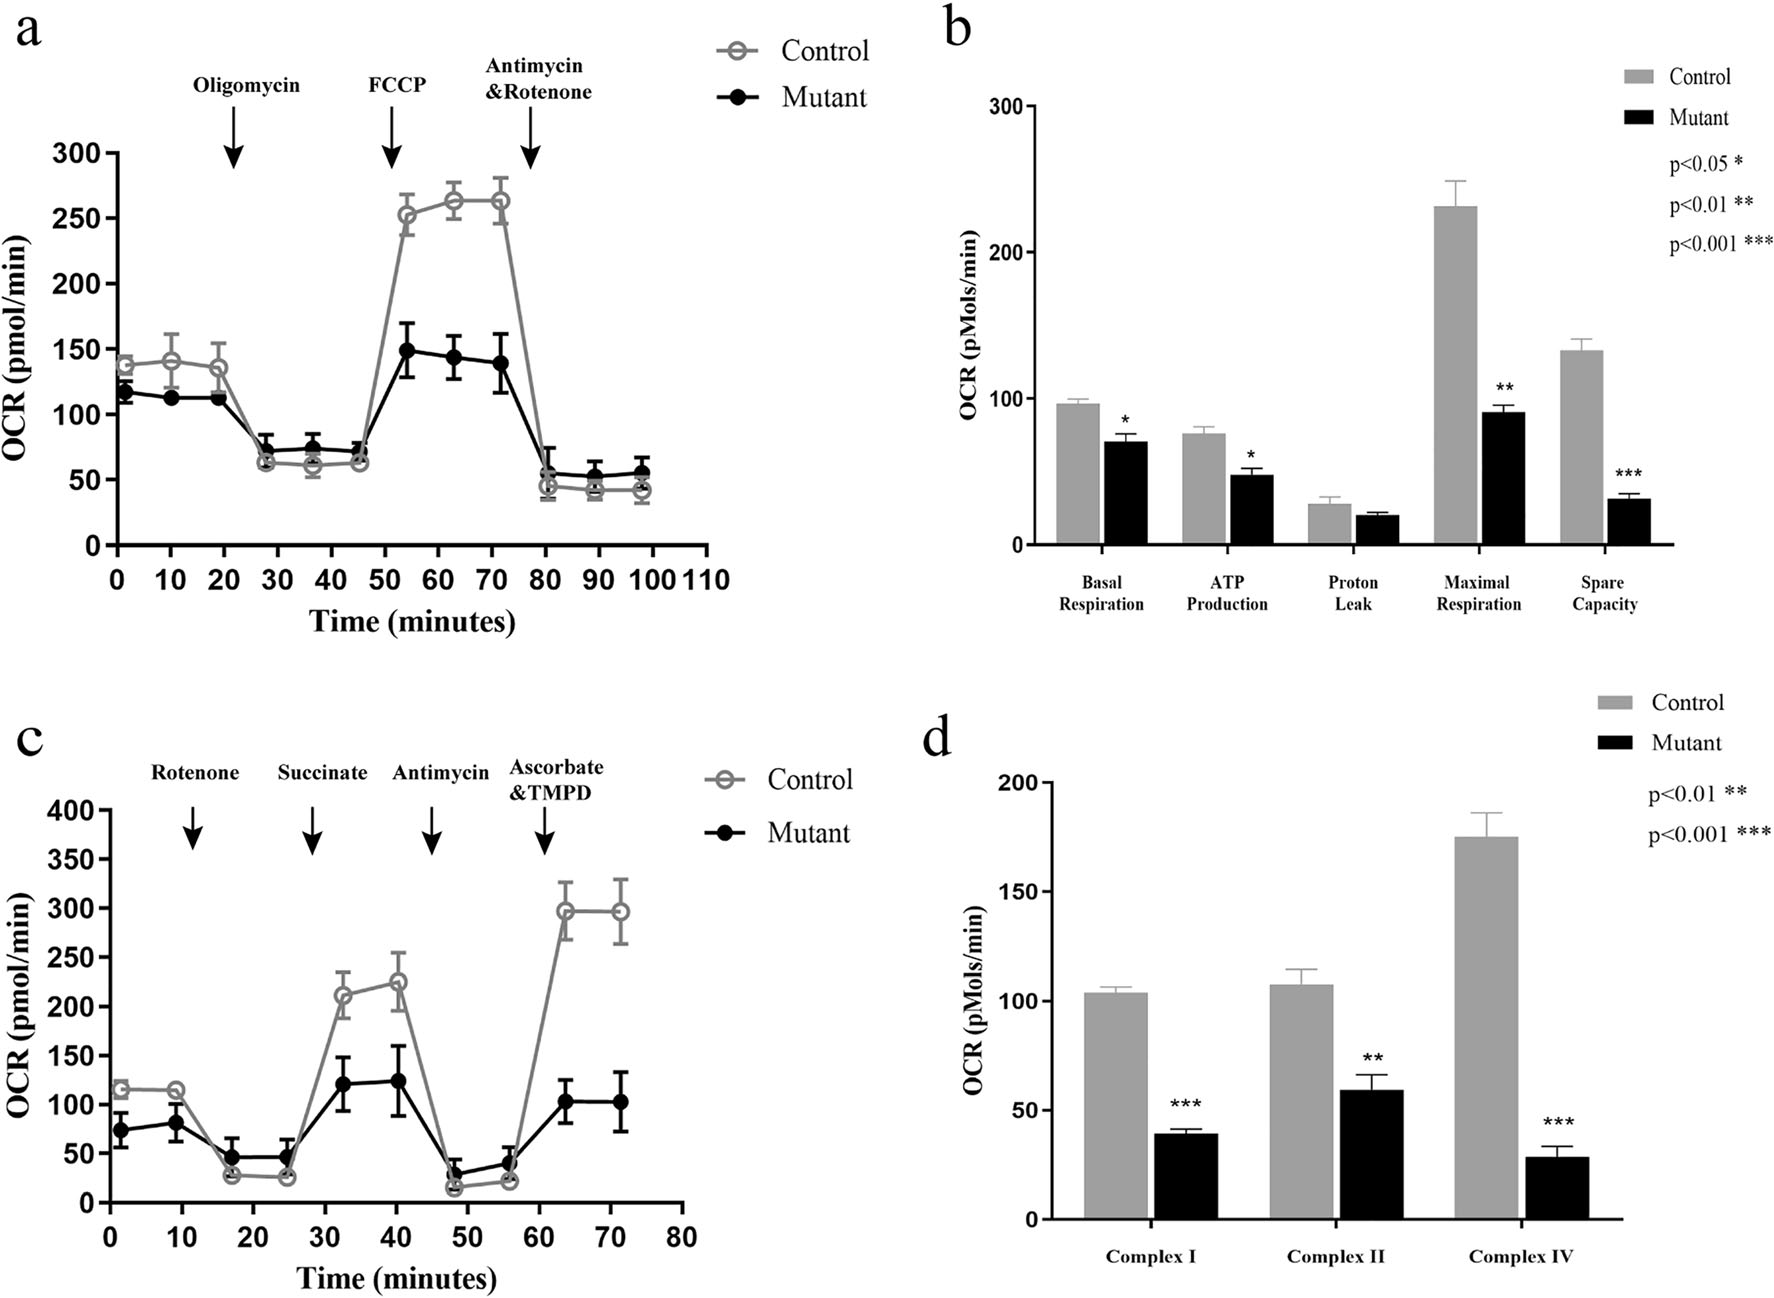 a
Oligomycin
FCCP
Antimycin
&Rotenone
Control
Mutant
OCR (pmol/min)
300
250
200
150
100
50
0
0 10 20 30 40 50 60 70 80 90 100 110
Time (minutes)
b
Control
Mutant
p<0.05 *
p<0.01 **
p<0.001 ***
OCR (pMols/min)
300
200
100
0
*
*
**
***
Basal
Respiration
ATP
Production
Proton
Leak
Maximal
Respiration
Spare
Capacity
c
Rotenone
Succinate
Antimycin
Ascorbate
&TMPD
Control
Mutant
OCR (pmol/min)
400
350
300
250
200
150
100
50
0
0 10 20 30 40 50 60 70 80
Time (minutes)
d
Control
Mutant
p<0.01 **
p<0.001 ***
OCR (pMols/min)
200
150
100
50
0
***
**
***
Complex I
Complex II
Complex IV